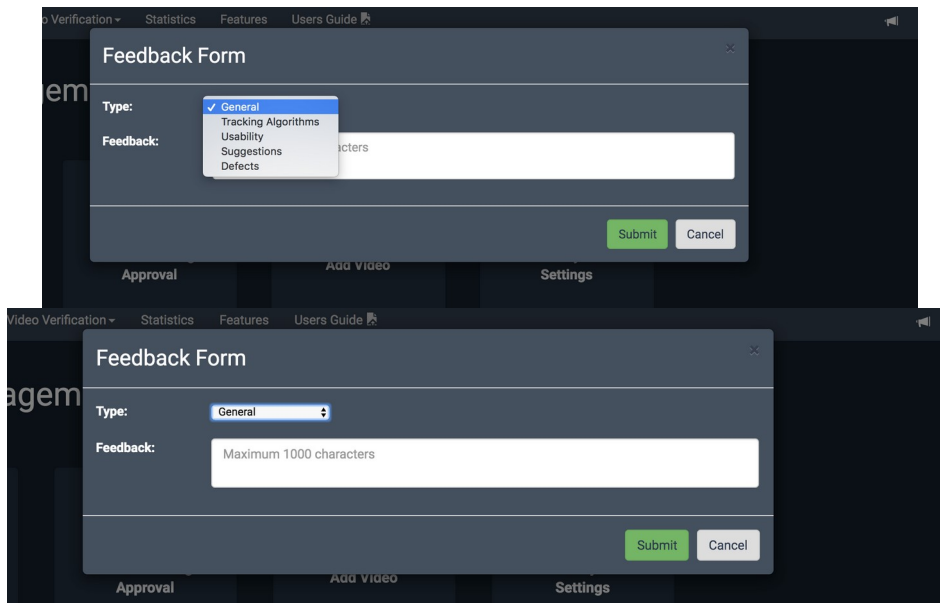 o Verification Statistics Features Users Guide
Feedback Form ×
em
Type: ✓ General
Tracking Algorithms
Usability
Suggestions
Defects
Feedback: acters
Submit Cancel
Approval Add Video Settings
Video Verification Statistics Features Users Guide
Feedback Form ×
agem
Type: General
Feedback: Maximum 1000 characters
Submit Cancel
Approval Add Video Settings